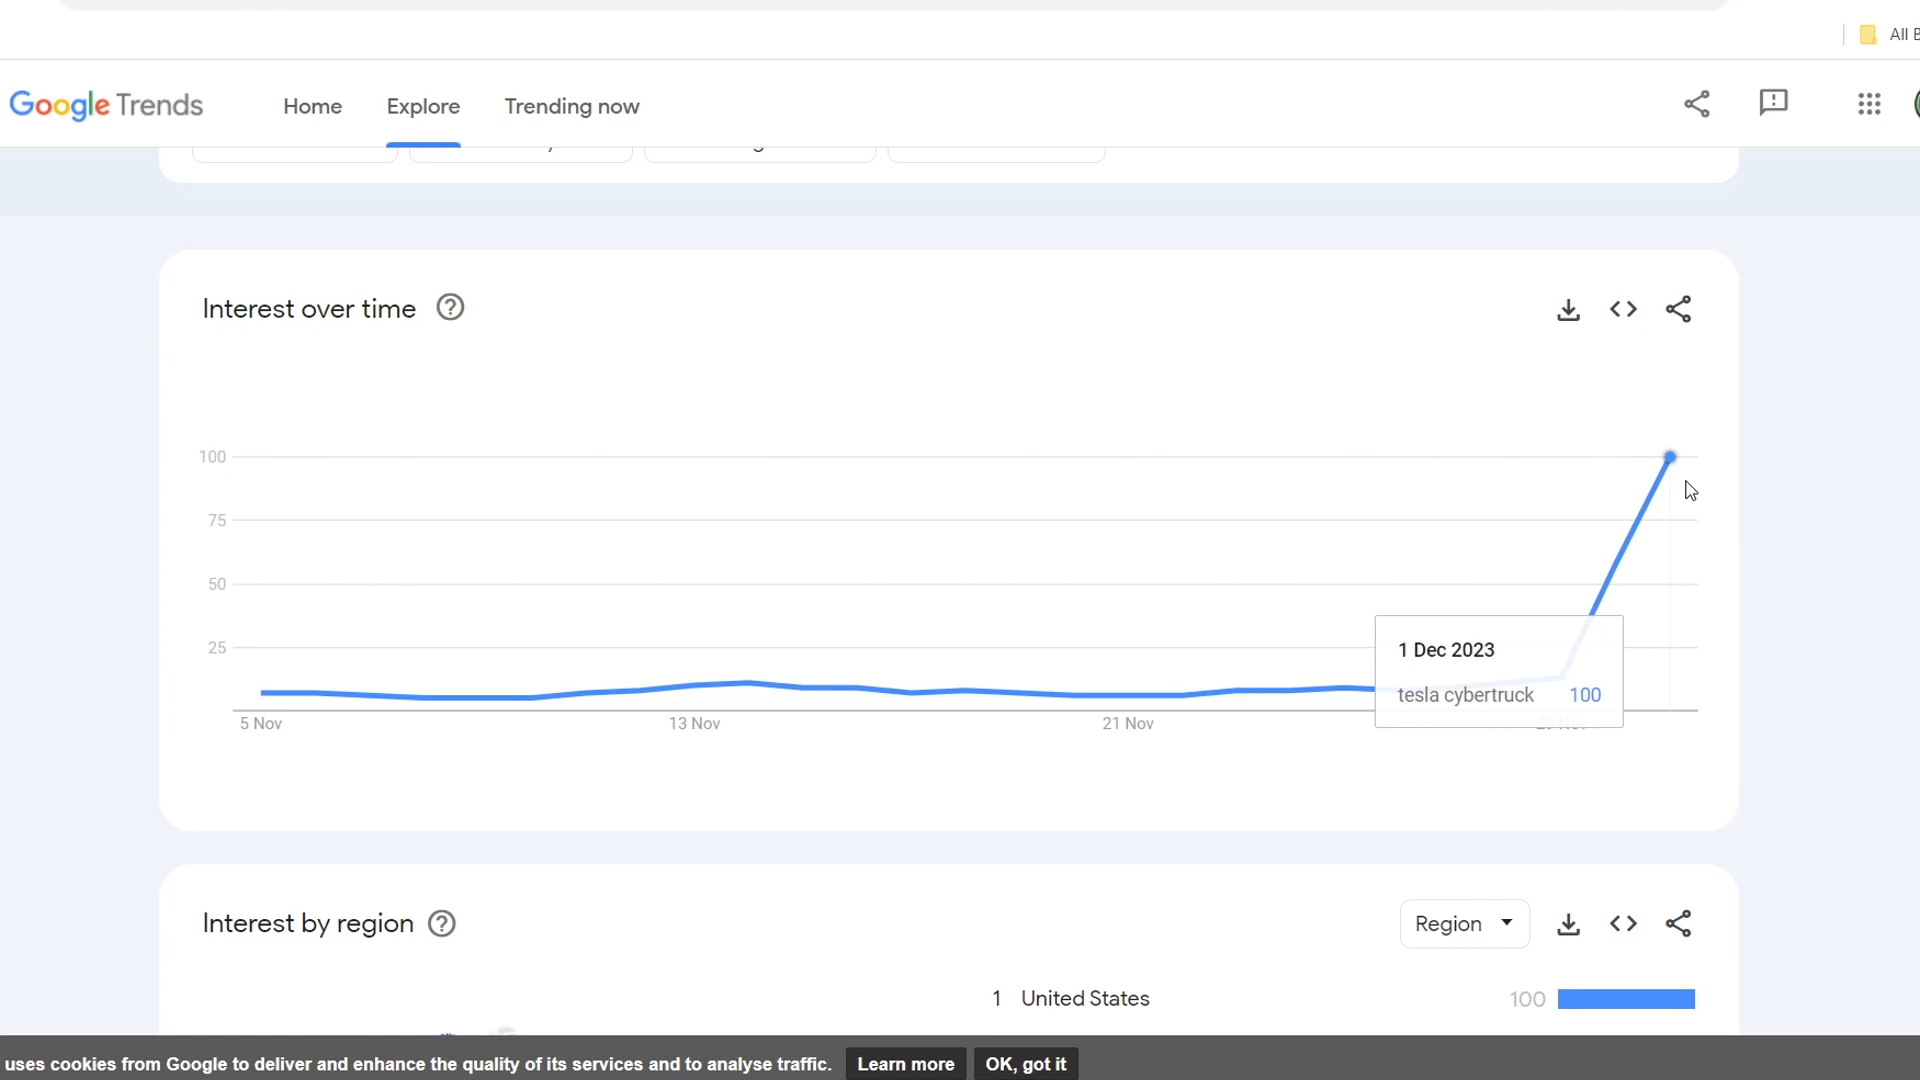 All B
Google Trends
Home
Explore
Trending now
Interest over time
100
75
50
25
5 Nov
13 Nov
21 Nov
1 Dec 2023
tesla cybertruck 100
Interest by region
Region
1 United States
100
uses cookies from Google to deliver and enhance the quality of its services and to analyse traffic.
Learn more
OK, got it